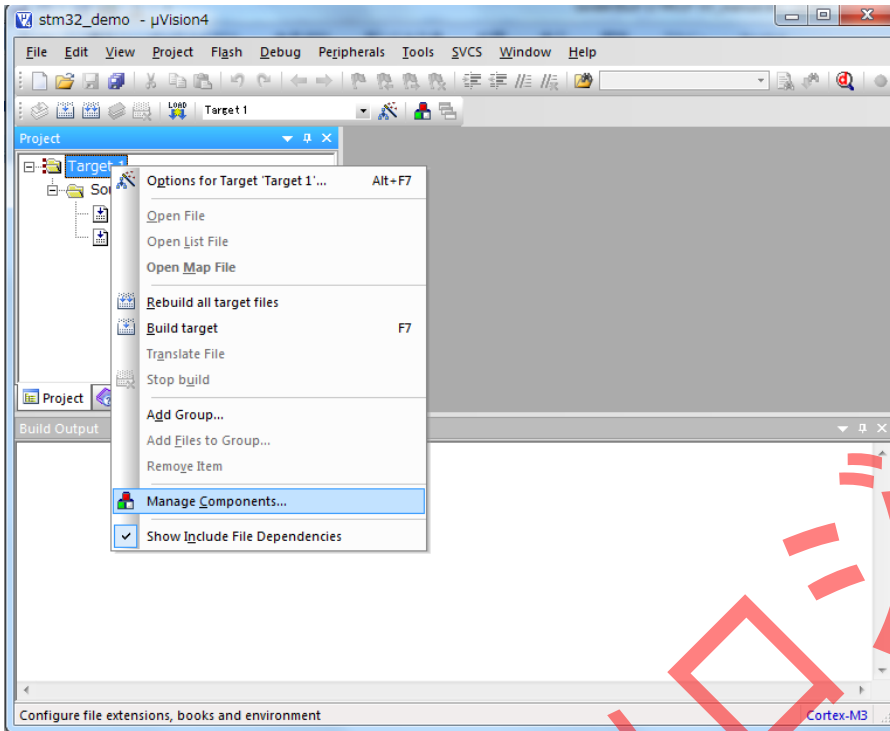 stm32_demo - µVision4
File Edit View Project Flash Debug Peripherals Tools SVCS Window Help
LOAD Target 1
Project
Target 1
Sou
Options for Target 'Target 1'... Alt+F7
Open File
Open List File
Open Map File
Rebuild all target files
Build target F7
Translate File
Stop build
Project
Add Group...
Build Output
Add Files to Group...
Remove Item
Manage Components...
Show Include File Dependencies
Configure file extensions, books and environment Cortex-M3